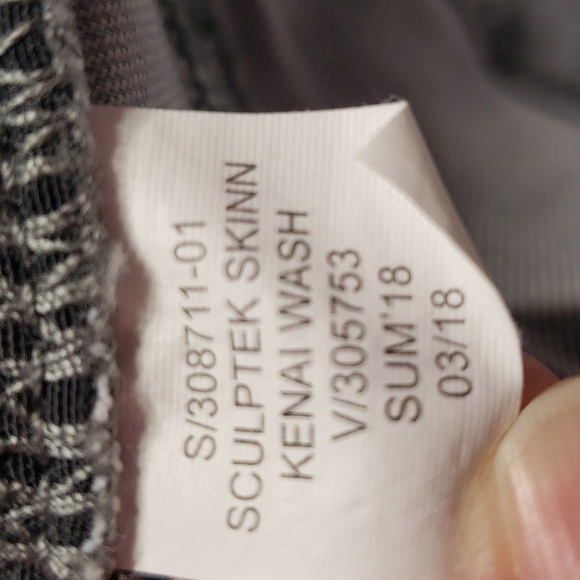 S/308711-01
SCULPTEK SKINN
KENAI WASH
V/305753
SUM'18
03/18